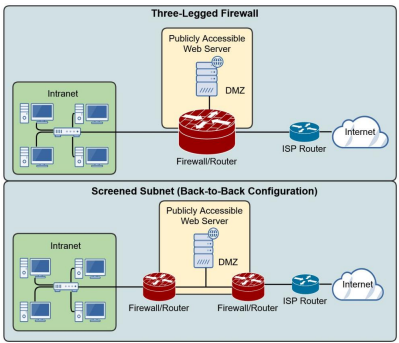 Three-Legged Firewall
Publicly Accessible
Web Server
DMZ
Intranet
Firewall/Router
ISP Router
Internet
Screened Subnet (Back-to-Back Configuration)
Publicly Accessible
Web Server
DMZ
Intranet
Firewall/Router
Firewall/Router
ISP Router
Internet